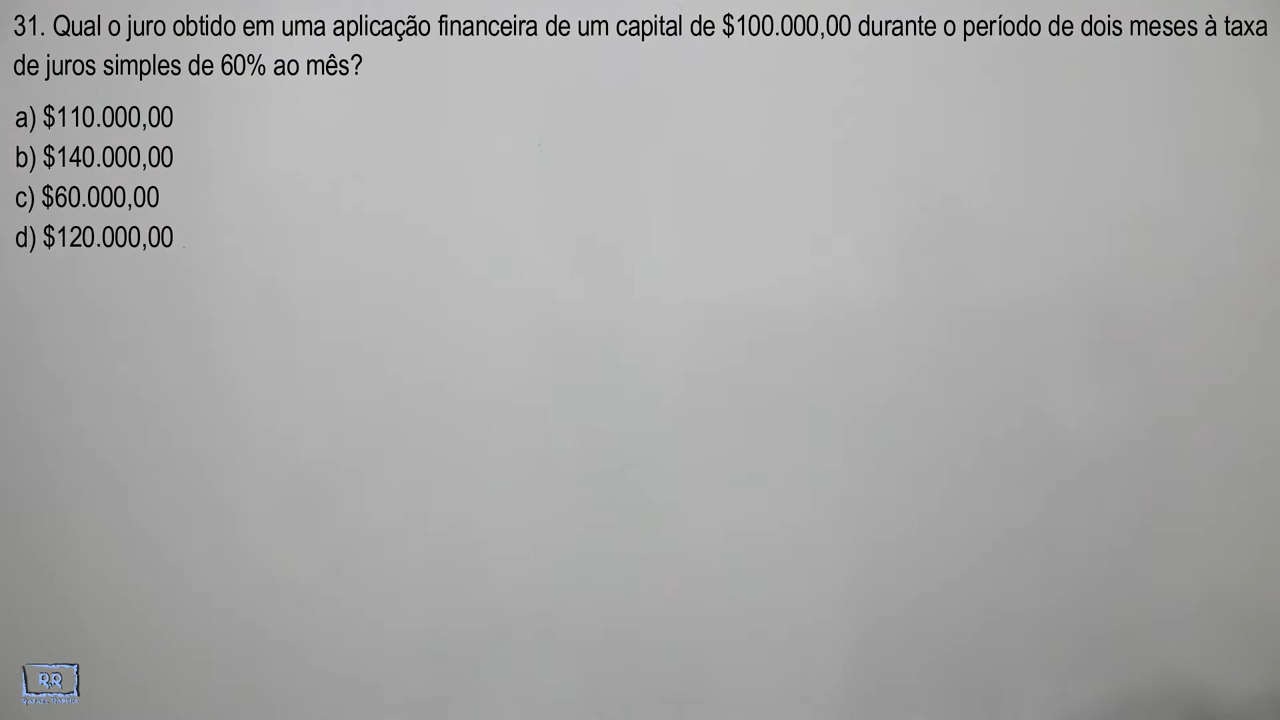 31. Qual o juro obtido em uma aplicação financeira de um capital de $100.000,00 durante o período de dois meses à taxa
de juros simples de 60% ao mês?
a) $110.000,00
b) $140.000,00
c) $60.000,00
d) $120.000,00
RR